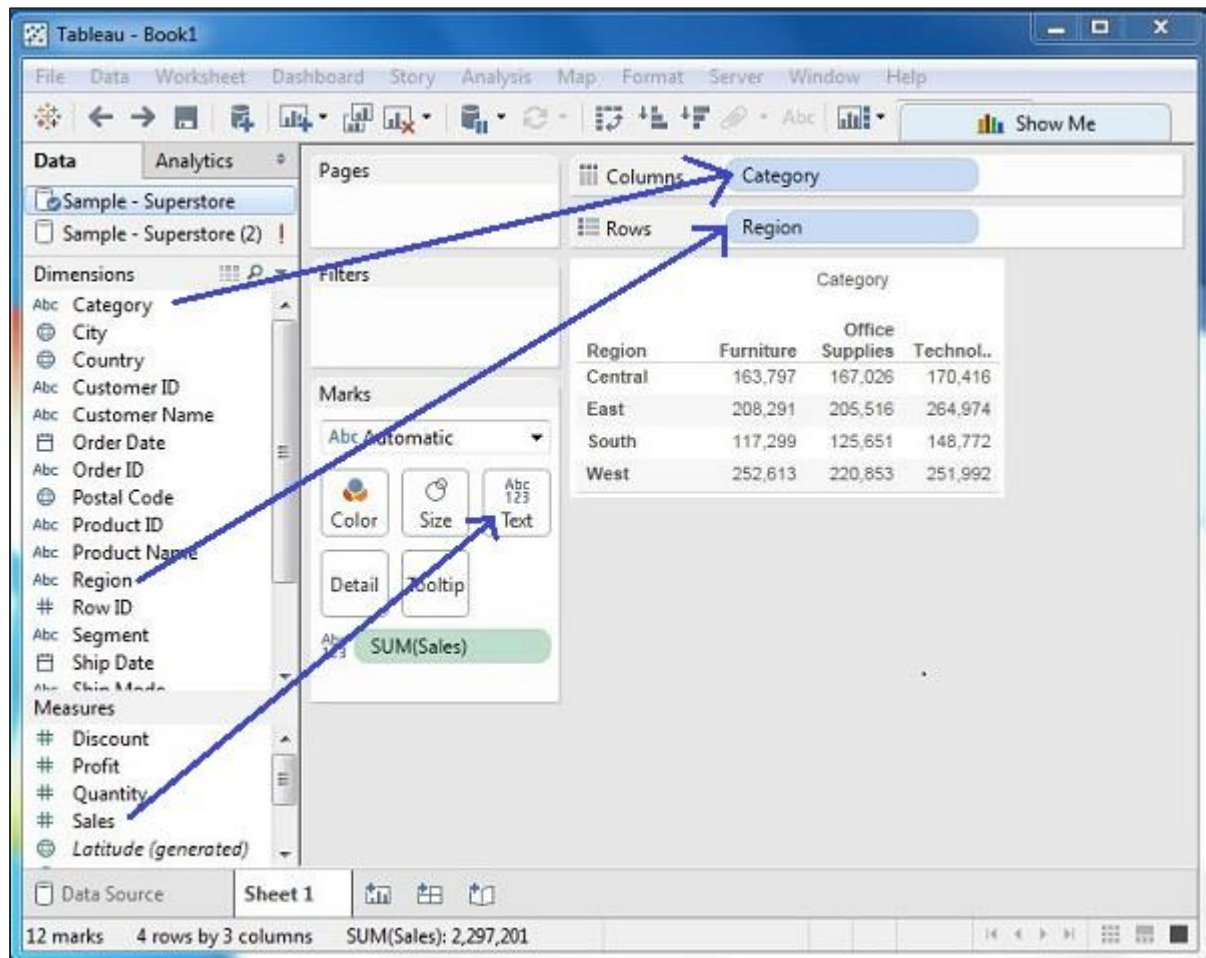 Tableau - Book1
File Data Worksheet Dashboard Story Analysis Map Format Server Window Help
Abc
Show Me
Data Analytics
Sample - Superstore
Sample - Superstore (2) !
Dimensions
Abc Category
City
Country
Abc Customer ID
Abc Customer Name
Order Date
Abc Order ID
Postal Code
Abc Product ID
Abc Product Name
Abc Region
# Row ID
Abc Segment
Ship Date
Abc Ship Mode
Measures
# Discount
# Profit
# Quantity
# Sales
Latitude (generated)
Pages
Filters
Marks
Abc Automatic
Color
Size
Abc
123
Text
Detail
Tooltip
Abc
123
SUM(Sales)
Columns Category
Rows Region
Category
Region Furniture Office Supplies Technol..
Central 163,797 167,026 170,416
East 208,291 205,516 264,974
South 117,299 125,651 148,772
West 252,613 220,853 251,992
Data Source Sheet 1
12 marks 4 rows by 3 columns SUM(Sales): 2,297,201